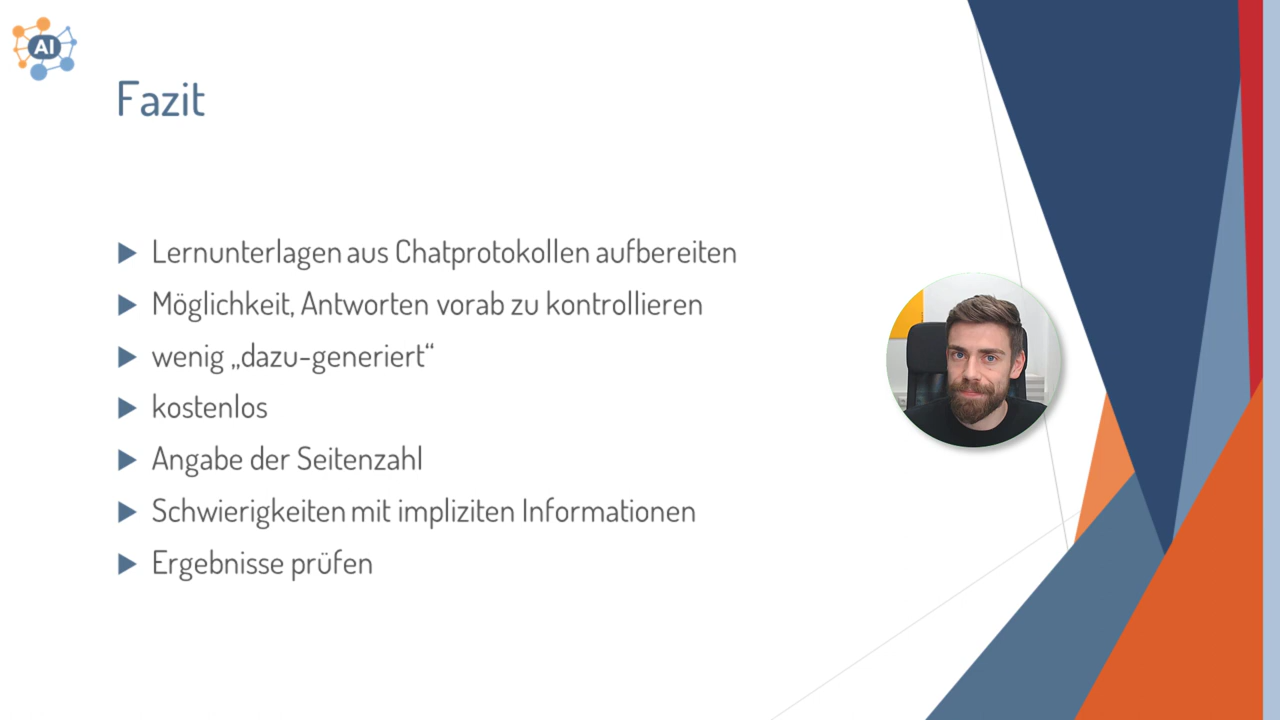 AI
Fazit
Lernunterlagen aus Chatprotokollen aufbereiten
Möglichkeit, Antworten vorab zu kontrollieren
wenig „dazu-generiert“
kostenlos
Angabe der Seitenzahl
Schwierigkeiten mit impliziten Informationen
Ergebnisse prüfen